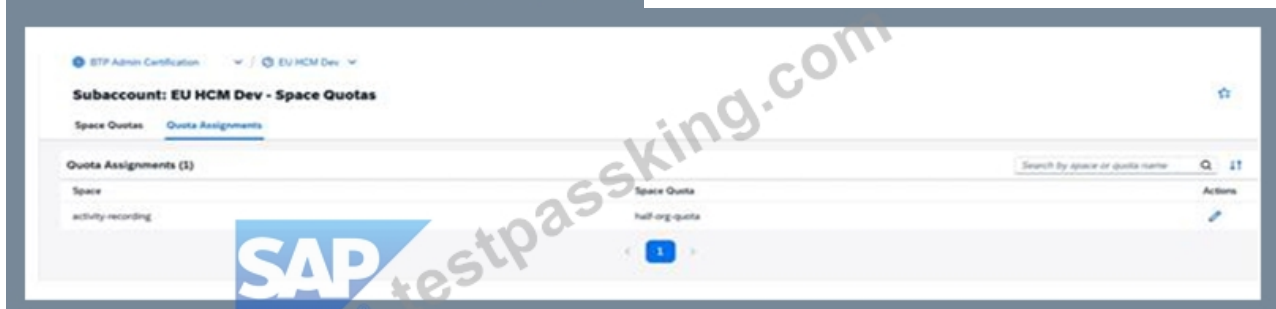 BTP Admin Certification / EU HCM Dev
Subaccount: EU HCM Dev - Space Quotas
Space Quotas Quota Assignments
Quota Assignments (1) Search by space or quota name
Space Space Quota Actions
activity-recording half-org-quota
1
SAP
testpassking.com